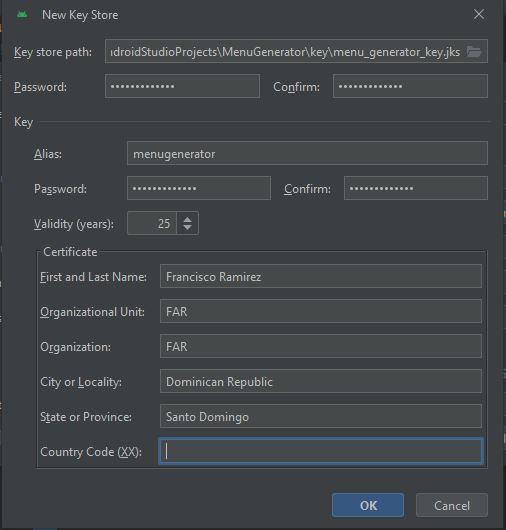 New Key Store
Key store path: ndroidStudioProjects\MenuGenerator\key\menu_generator_key.jks
Password: ••••••••••••• Confirm: •••••••••••••
Key
Alias: menugenerator
Password: ••••••••••••• Confirm: •••••••••••••
Validity (years): 25
Certificate
First and Last Name: Francisco Ramirez
Organizational Unit: FAR
Organization: FAR
City or Locality: Dominican Republic
State or Province: Santo Domingo
Country Code (XX):
OK Cancel